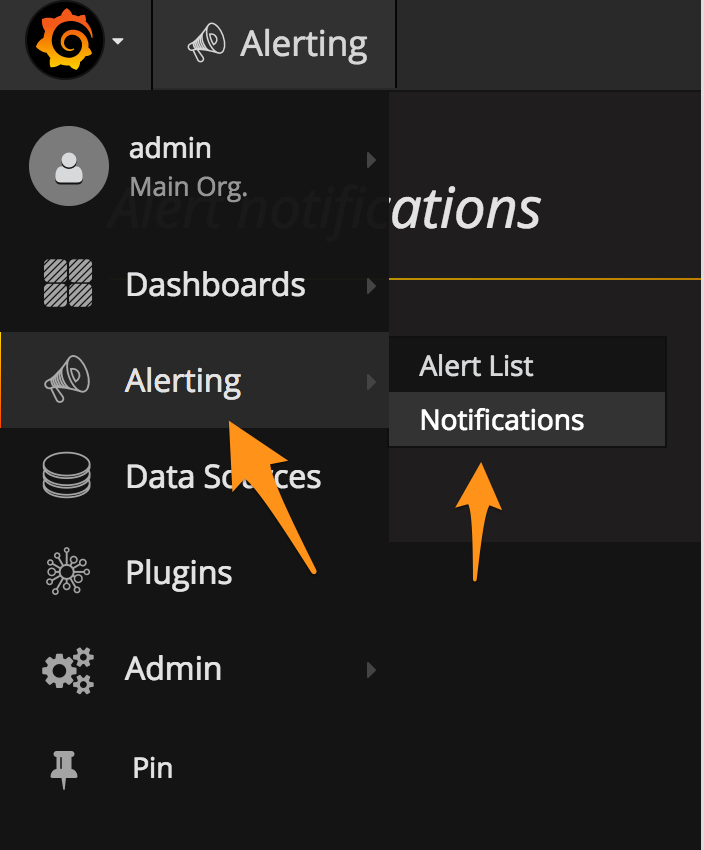 Alerting
admin
Main Org.
Alert notifications
Dashboards
Alerting
Alert List
Notifications
Data Sources
Plugins
Admin
Pin